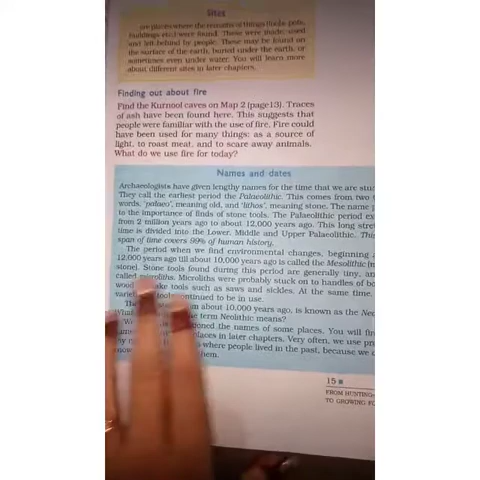 Sites
are places where the remains of things (tools, pots,
buildings etc.) were found. These were made, used
and left behind by people. These may be found on
the surface of the earth, buried under the earth, or
sometimes even under water. You will learn more
about different sites in later chapters.
Finding out about fire
Find the Kurnool caves on Map 2 (page13). Traces
of ash have been found here. This suggests that
people were familiar with the use of fire. Fire could
have been used for many things: as a source of
light, to roast meat, and to scare away animals.
What do we use fire for today?
Names and dates
Archaeologists have given lengthy names for the time that we are stu
They call the earliest period the Palaeolithic. This comes from two
words, 'palaeo', meaning old, and 'lithos', meaning stone. The name p
to the importance of finds of stone tools. The Palaeolithic period ex
from 2 million years ago to about 12,000 years ago. This long stret
time is divided into the Lower, Middle and Upper Palaeolithic. This
span of time covers 99% of human history.
The period when we find environmental changes, beginning a
12,000 years ago till about 10,000 years ago is called the Mesolithic (m
stone). Stone tools found during this period are generally tiny, an
called microliths. Microliths were probably stuck on to handles of bo
wood tools such as saws and sickles. At the same time,
continued to be in use.
m about 10,000 years ago, is known as the Neo
term Neolithic means?
ioned the names of some places. You will fin
places in later chapters. Very often, we use pr
where people lived in the past, because we d
them.
15
FROM HUNTING-
TO GROWING FO